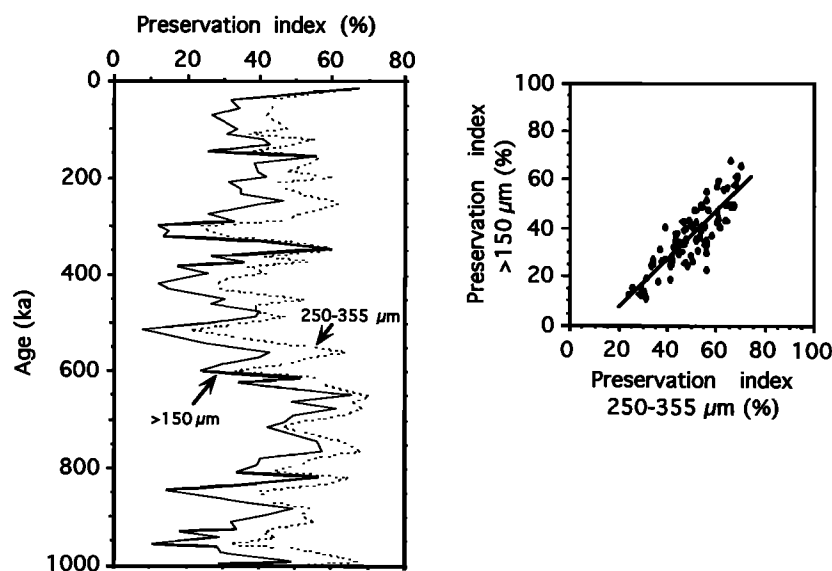 Preservation index (%)
0 20 40 60 80
0
200
400
600
800
1000
Age (ka)
250-355 µm
>150 µm
Preservation index
>150 µm (%)
100
80
60
40
20
0
0 20 40 60 80 100
Preservation index
250-355 µm (%)